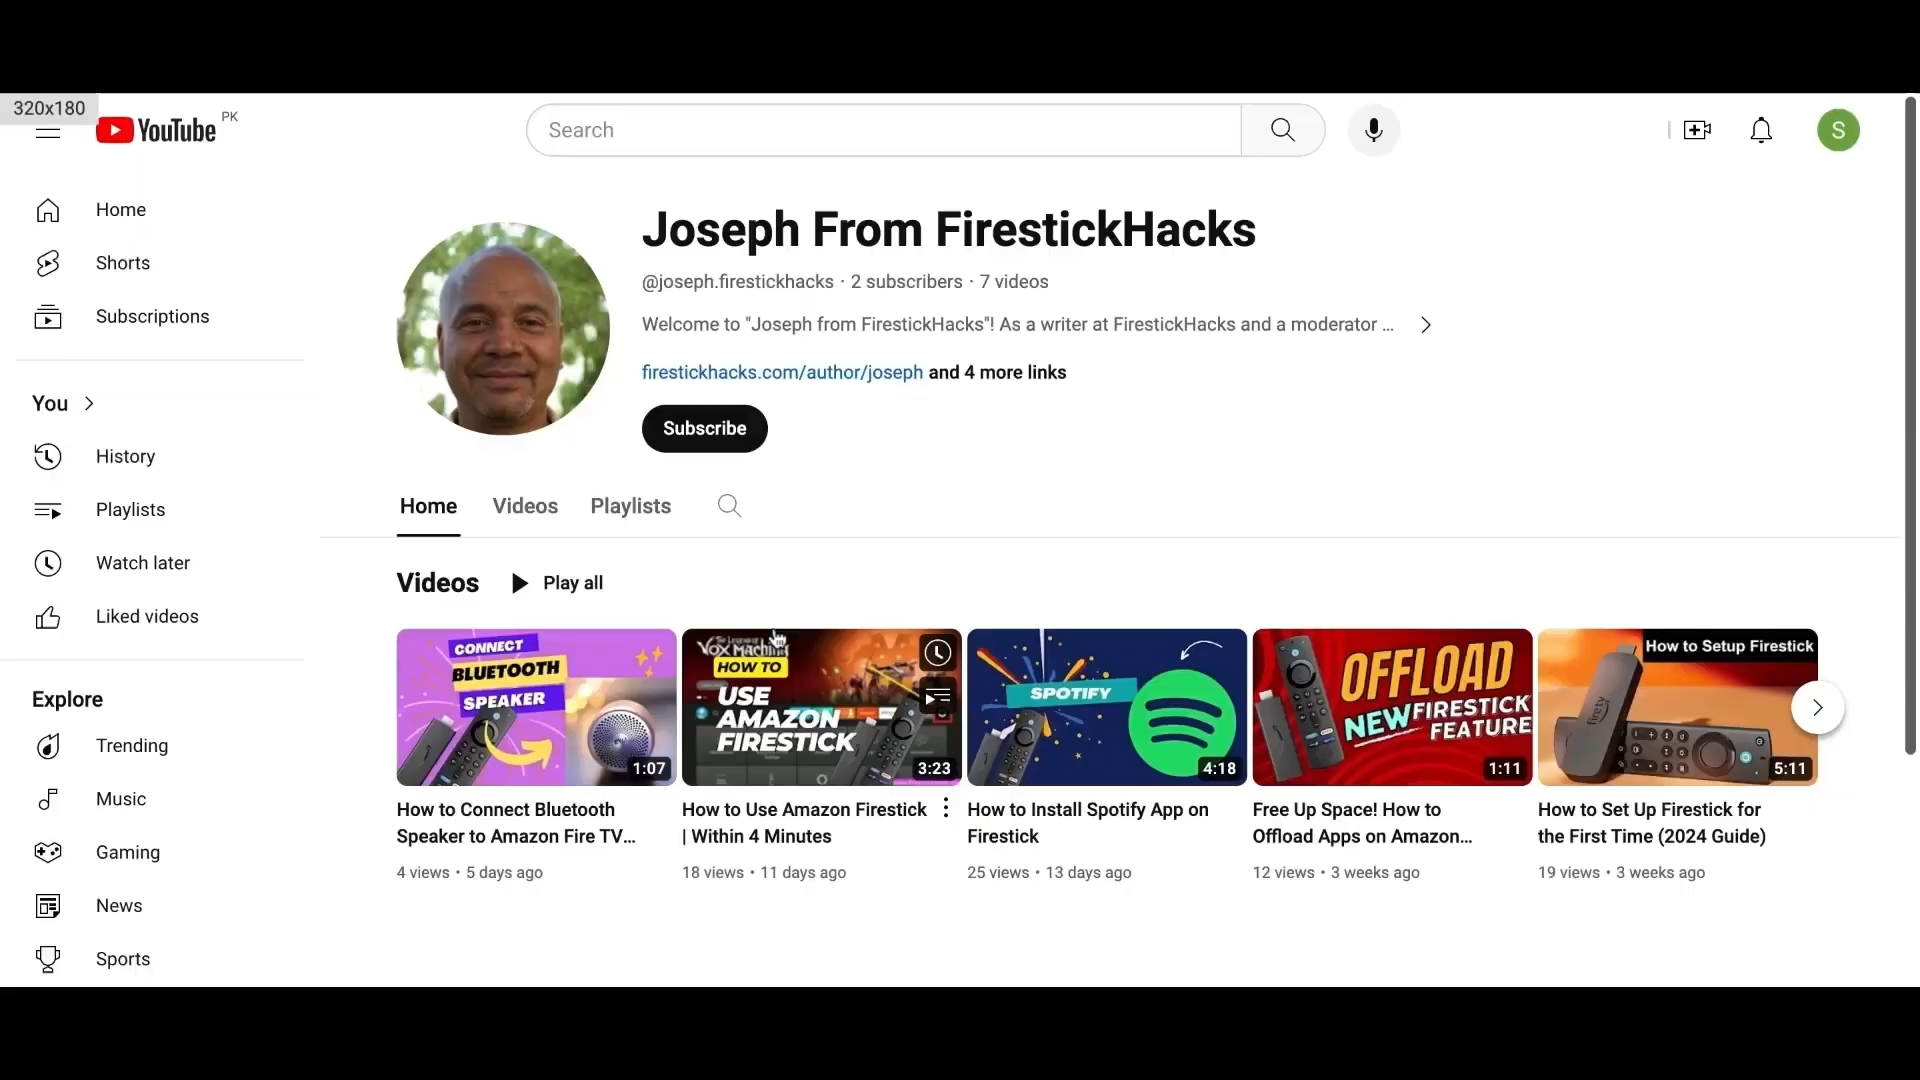 320x180
YouTube PK
Search
S
Home
Shorts
Subscriptions
You
History
Playlists
Watch later
Liked videos
Explore
Trending
Music
Gaming
News
Sports
Joseph From FirestickHacks
@joseph.firestickhacks · 2 subscribers · 7 videos
Welcome to "Joseph from FirestickHacks"! As a writer at FirestickHacks and a moderator ...
firestickhacks.com/author/joseph and 4 more links
Subscribe
Home Videos Playlists
Videos Play all
CONNECT
BLUETOOTH
SPEAKER
1:07
How to Connect Bluetooth
Speaker to Amazon Fire TV...
4 views • 5 days ago
The Legend of
VOX MACHINA
HOW TO
USE
AMAZON
FIRESTICK
3:23
How to Use Amazon Firestick
| Within 4 Minutes
18 views • 11 days ago
SPOTIFY
4:18
How to Install Spotify App on
Firestick
25 views • 13 days ago
OFFLOAD
NEW FIRESTICK
FEATURE
1:11
Free Up Space! How to
Offload Apps on Amazon...
12 views • 3 weeks ago
How to Setup Firestick
firetv
5:11
How to Set Up Firestick for
the First Time (2024 Guide)
19 views • 3 weeks ago